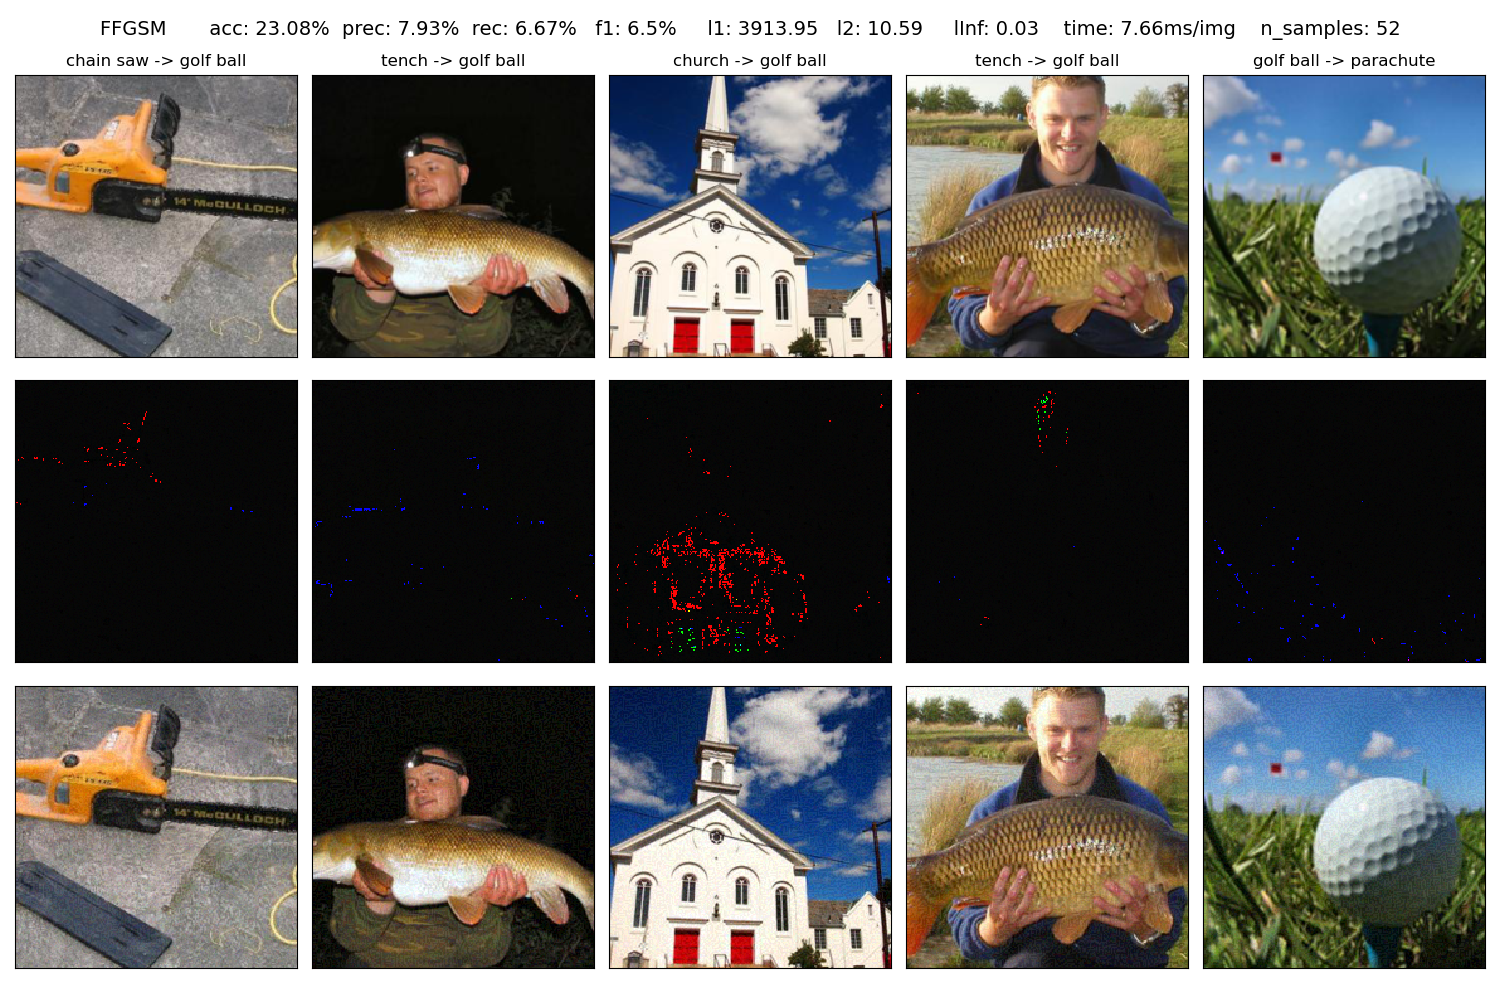 FFGSM acc: 23.08% prec: 7.93% rec: 6.67% f1: 6.5% l1: 3913.95 l2: 10.59 lInf: 0.03 time: 7.66ms/img n_samples: 52
chain saw -> golf ball
tench -> golf ball
church -> golf ball
tench -> golf ball
golf ball -> parachute
14" McCULLOCH
14" McCULLOCH